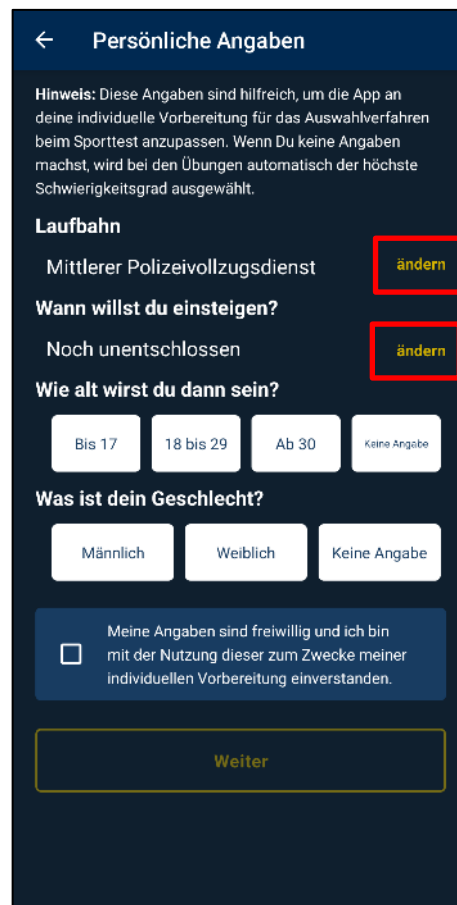 Persönliche Angaben
Hinweis: Diese Angaben sind hilfreich, um die App an
deine individuelle Vorbereitung für das Auswahlverfahren
beim Sporttest anzupassen. Wenn Du keine Angaben
machst, wird bei den Übungen automatisch der höchste
Schwierigkeitsgrad ausgewählt.
Laufbahn
Mittlerer Polizeivollzugsdienst ändern
Wann willst du einsteigen?
Noch unentschlossen ändern
Wie alt wirst du dann sein?
Bis 17 18 bis 29 Ab 30 Keine Angabe
Was ist dein Geschlecht?
Männlich Weiblich Keine Angabe
Meine Angaben sind freiwillig und ich bin
mit der Nutzung dieser zum Zwecke meiner
individuellen Vorbereitung einverstanden.
Weiter